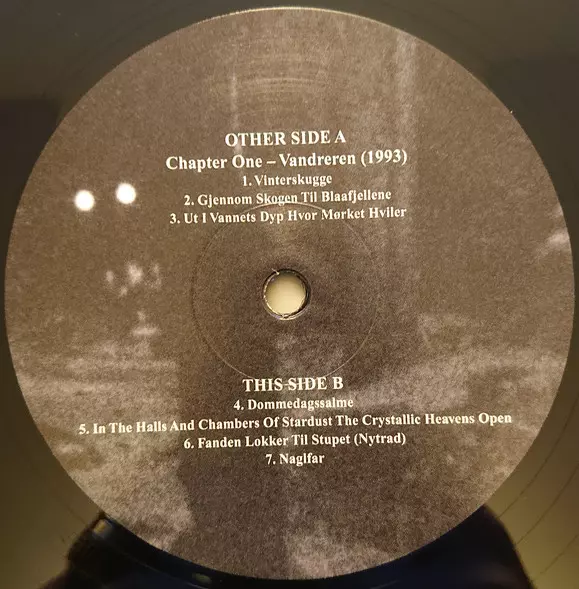 OTHER SIDE A
Chapter One – Vandreren (1993)
1. Vinterskugge
2. Gjennom Skogen Til Blaafjellene
3. Ut I Vannets Dyp Hvor Mørket Hviler
THIS SIDE B
4. Dommedagssalme
5. In The Halls And Chambers Of Stardust The Crystallic Heavens Open
6. Fanden Lokker Til Stupet (Nytrad)
7. Naglfar